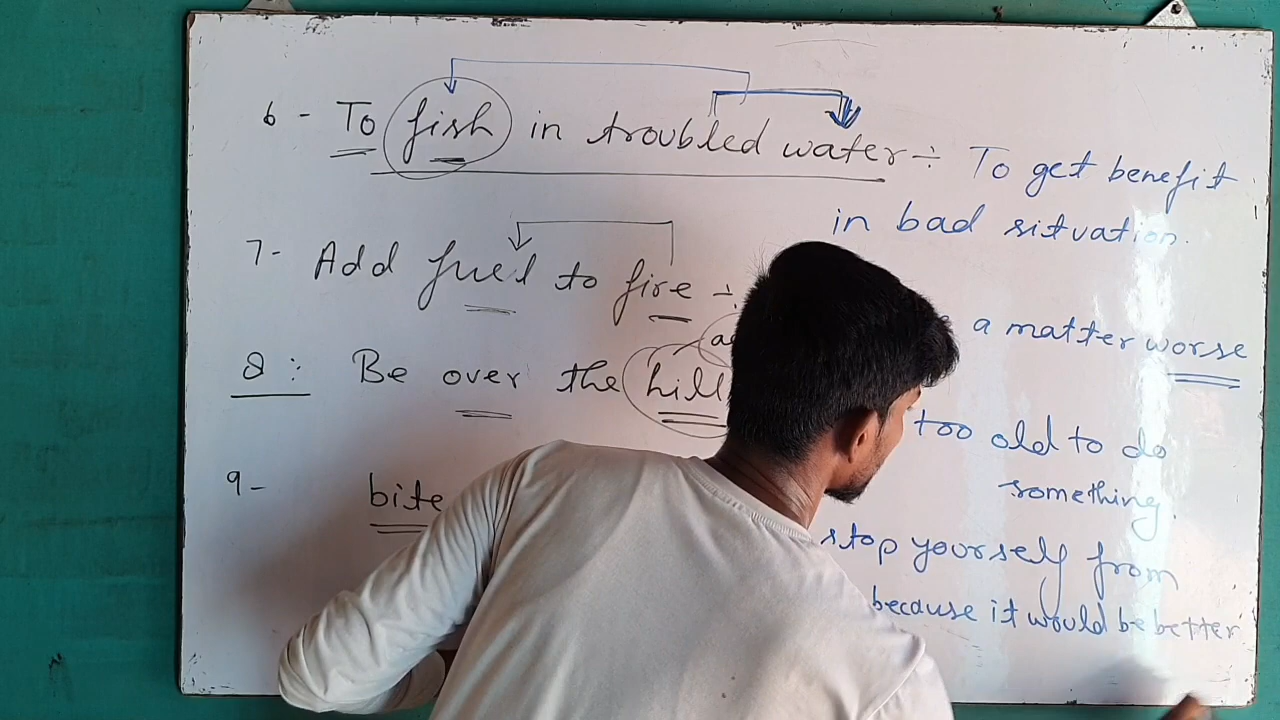 6 - To fish in troubled water ÷ To get benefit
in bad situation.
7- Add fuel to fire ÷ a matter worse
8 : Be over the hill too old to do
something.
9- bite stop yourself from
because it would be better